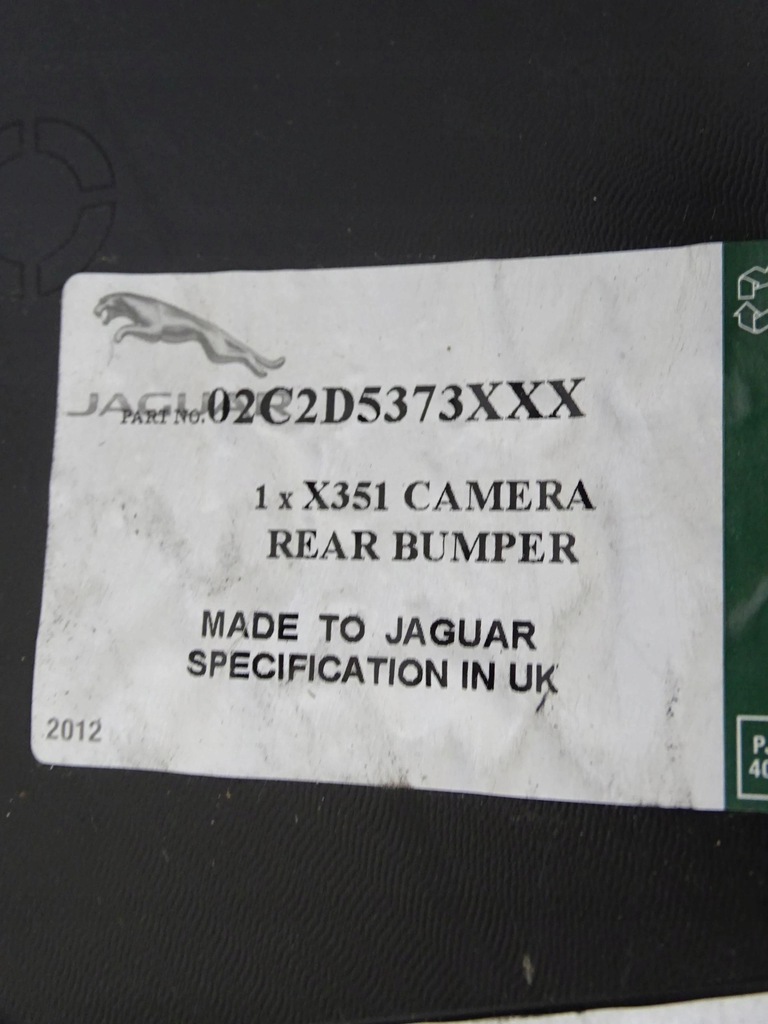 JAGUAR
PART NO. 02C2D5373XXX
1 x X351 CAMERA
REAR BUMPER
MADE TO JAGUAR
SPECIFICATION IN UK
2012